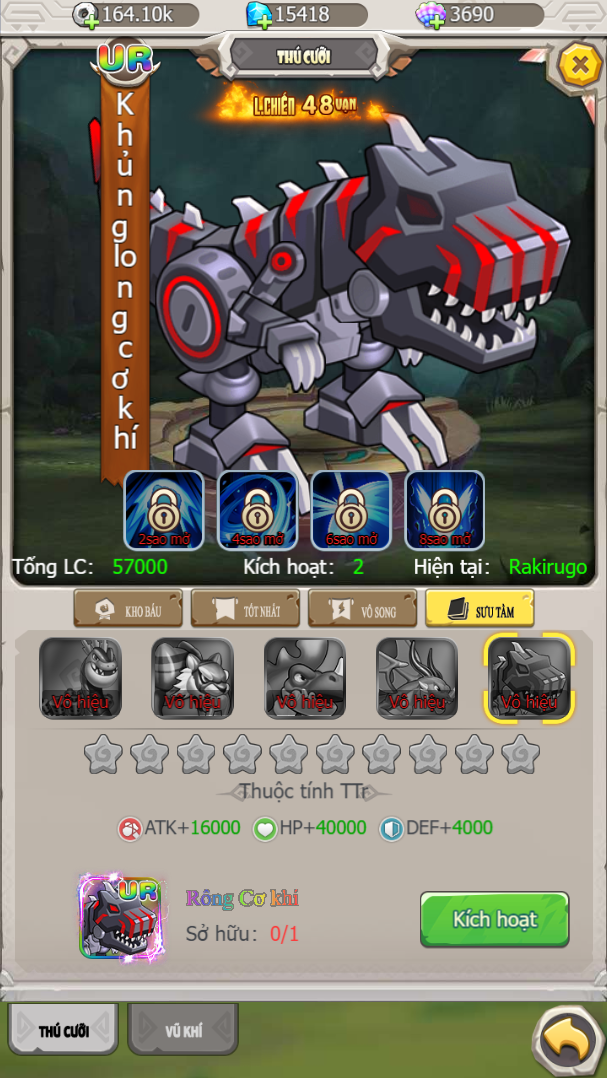 164.10k
15418
3690
UR
THÚ CƯỠI
L.CHIẾN 48 VẠN
Khủng long cơ khí
2sao mở
4sao mở
6sao mở
8sao mở
Tổng LC: 57000
Kích hoạt: 2
Hiện tại: Rakirugo
KHO BÁU
TỐT NHẤT
VÔ SONG
SƯU TẦM
Vô hiệu
Vô hiệu
Vô hiệu
Vô hiệu
Vô hiệu
Thuộc tính TTr
ATK+16000
HP+40000
DEF+4000
UR
Rồng Cơ khí
Sở hữu: 0/1
Kích hoạt
THÚ CƯỠI
VŨ KHÍ